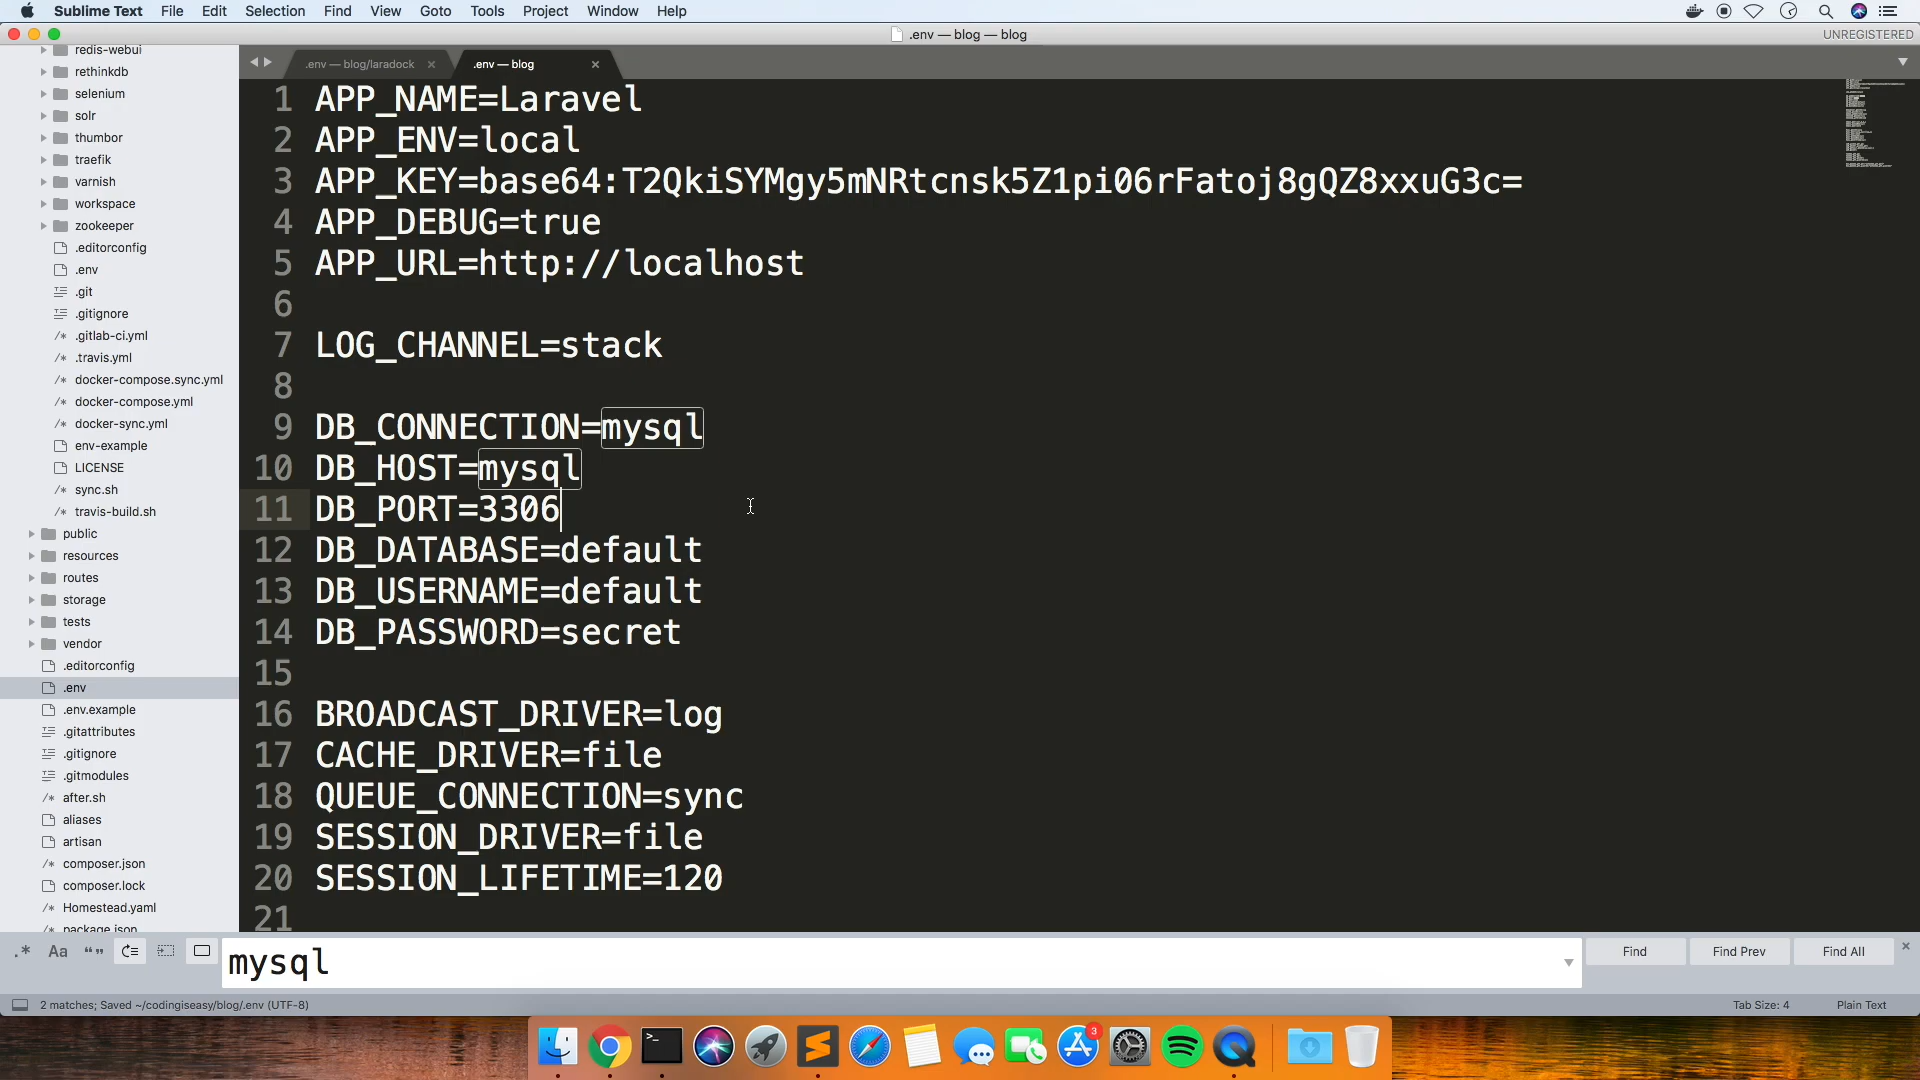 Sublime Text File Edit Selection Find View Goto Tools Project Window Help
.env — blog — blog
UNREGISTERED
redis-webui
rethinkdb
selenium
solr
thumbor
traefik
varnish
workspace
zookeeper
.editorconfig
.env
.git
.gitignore
.gitlab-ci.yml
.travis.yml
docker-compose.sync.yml
docker-compose.yml
docker-sync.yml
env-example
LICENSE
sync.sh
travis-build.sh
public
resources
routes
storage
tests
vendor
.editorconfig
.env
.env.example
.gitattributes
.gitignore
.gitmodules
after.sh
aliases
artisan
composer.json
composer.lock
Homestead.yaml
package.json
.env — blog/laradock
.env — blog
1 APP_NAME=Laravel
2 APP_ENV=local
3 APP_KEY=base64:T2QkiSYMgy5mNRtcnsk5Z1pi06rFatoj8gQZ8xxuG3c=
4 APP_DEBUG=true
5 APP_URL=http://localhost
6
7 LOG_CHANNEL=stack
8
9 DB_CONNECTION=mysql
10 DB_HOST=mysql
11 DB_PORT=3306
12 DB_DATABASE=default
13 DB_USERNAME=default
14 DB_PASSWORD=secret
15
16 BROADCAST_DRIVER=log
17 CACHE_DRIVER=file
18 QUEUE_CONNECTION=sync
19 SESSION_DRIVER=file
20 SESSION_LIFETIME=120
21
.* Aa “” mysql Find Find Prev Find All
2 matches; Saved ~/codingiseasy/blog/.env (UTF-8) Tab Size: 4 Plain Text
3